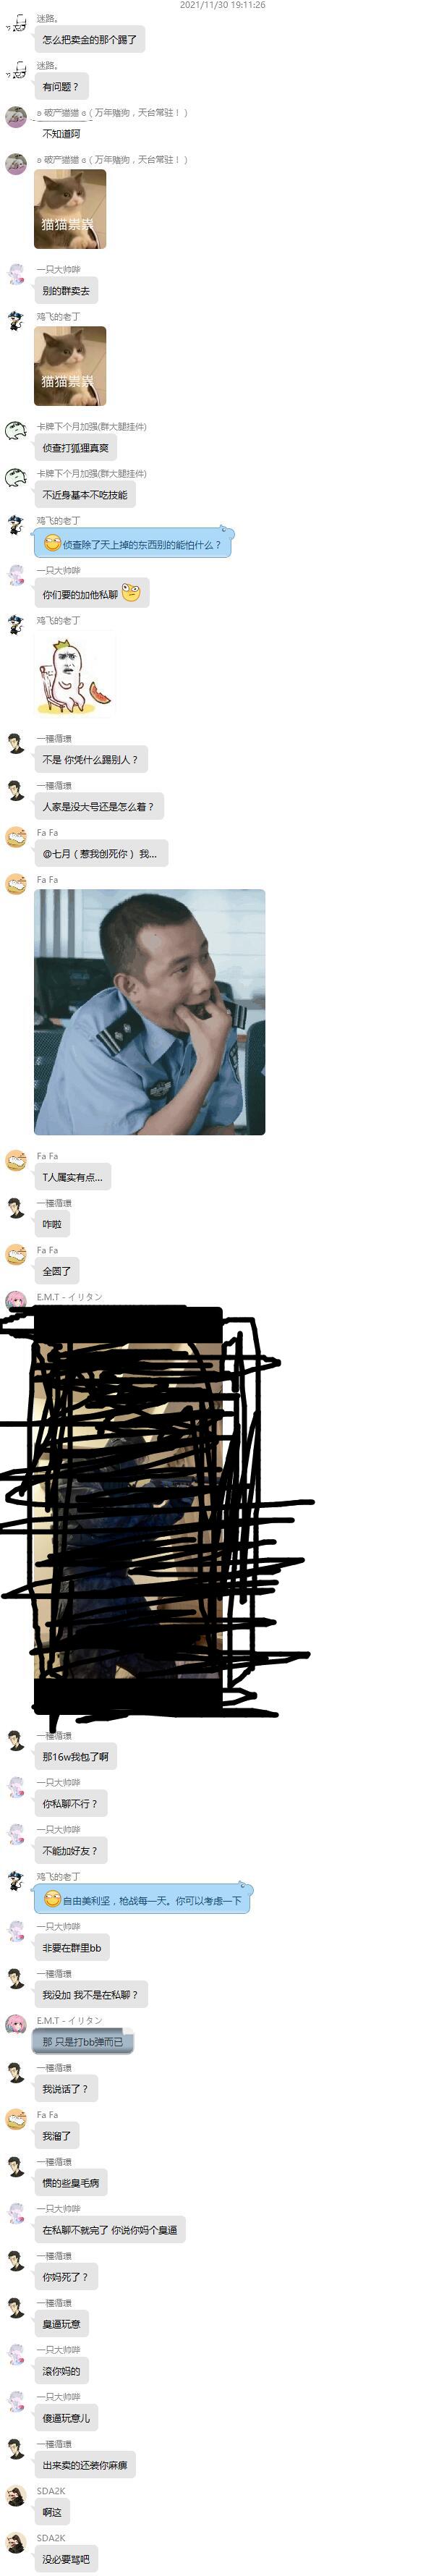 2021/11/30 19:11:26
迷路。
怎么把卖金的那个踢了
迷路。
有问题？
ʚ 破产猫猫 ɞ（万年赌狗，天台常驻！）
不知道阿
ʚ 破产猫猫 ɞ（万年赌狗，天台常驻！）
猫猫祟祟
一只大帅哔
别的群卖去
鸡飞的老丁
猫猫祟祟
卡牌下个月加强(群大腿挂件)
侦查打狐狸真爽
卡牌下个月加强(群大腿挂件)
不近身基本不吃技能
鸡飞的老丁
侦查除了天上掉的东西别的能怕什么？
一只大帅哔
你们要的加他私聊
鸡飞的老丁
一種循環
不是 你凭什么踢别人？
一種循環
人家是没大号还是怎么着？
Fa Fa
@七月（惹我创死你） 我...
Fa Fa
Fa Fa
T人属实有点...
一種循環
咋啦
Fa Fa
全圆了
E.M.T - イリタン
一種循環
那16w我包了啊
一只大帅哔
你私聊不行？
一只大帅哔
不能加好友？
鸡飞的老丁
自由美利坚，枪战每一天。你可以考虑一下
一只大帅哔
非要在群里bb
一種循環
我没加 我不是在私聊？
E.M.T - イリタン
那 只是打bb弹而已
一種循環
我说话了？
Fa Fa
我溜了
一種循環
惯的些臭毛病
一只大帅哔
在私聊不就完了 你说你妈个臭逼
一種循環
你妈死了？
一種循環
臭逼玩意
一只大帅哔
滚你妈的
一只大帅哔
傻逼玩意儿
一種循環
出来卖的还装你麻痹
SDA2K
啊这
SDA2K
没必要骂吧